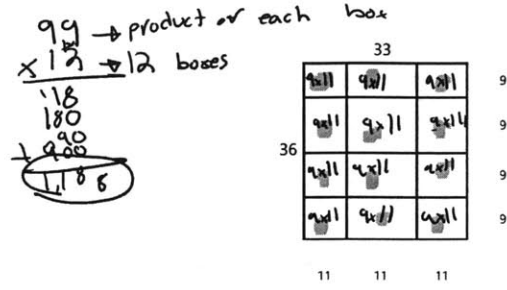 99 → product of each box
x 12 → 12 boxes
118
180
90
+ 900
1,188
33
36
9x11 9x11 9x11 9
9x11 9x11 9x11 9
9x11 9x11 9x11 9
9x11 9x11 9x11 9
11 11 11